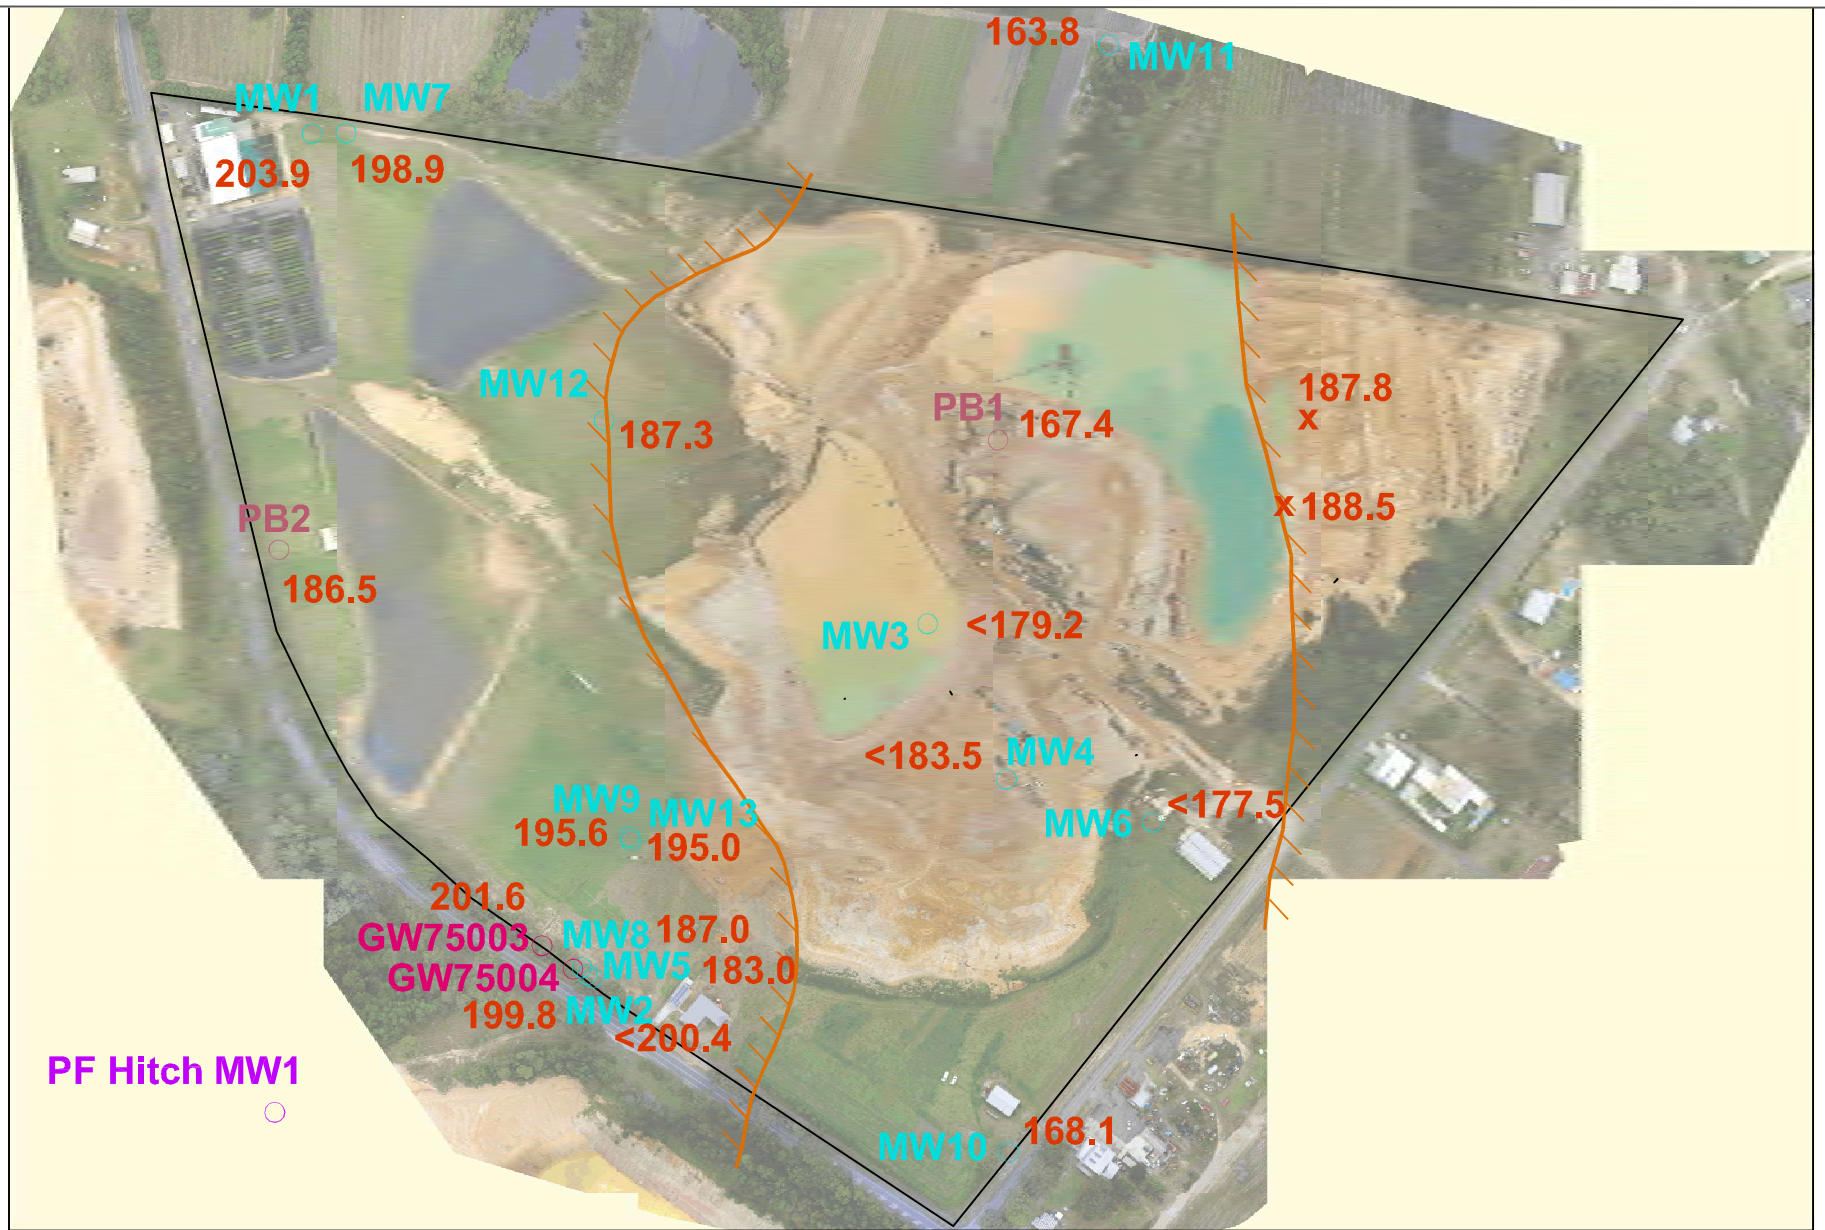 163.8
MW11
MW1 MW7
203.9 198.9
MW12
187.3
PB1 167.4
187.8
x
x 188.5
PB2
186.5
MW3 <179.2
<183.5 MW4
<177.5
MW6
MW9
MW13
195.6
195.0
201.6
GW75003 MW8 187.0
GW75004 MW5 183.0
199.8 MW2
<200.4
PF Hitch MW1
MW10 168.1